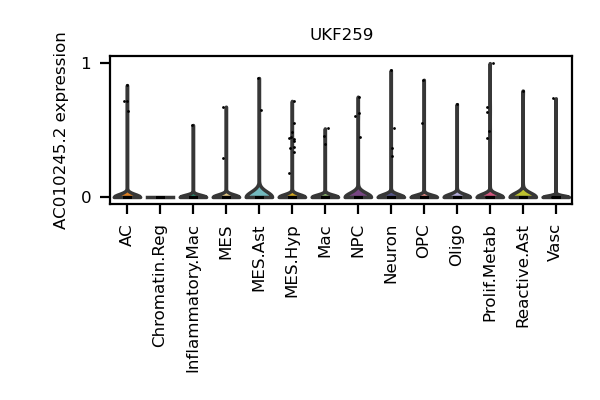 UKF259
AC010245.2 expression
1
0
AC
Chromatin.Reg
Inflammatory.Mac
MES
MES.Ast
MES.Hyp
Mac
NPC
Neuron
OPC
Oligo
Prolif.Metab
Reactive.Ast
Vasc